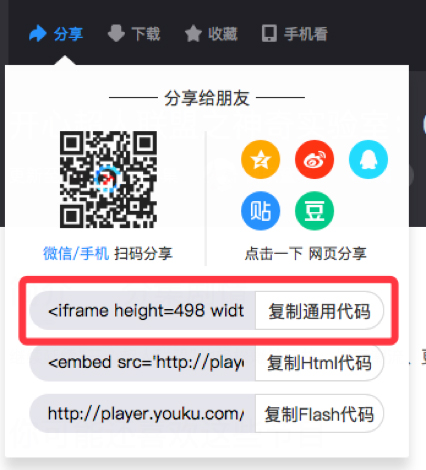 分享 下载 收藏 手机看
分享给朋友
贴 豆
微信/手机 扫码分享
点击一下 网页分享
<iframe height=498 widt 复制通用代码
<embed src='http://playe 复制Html代码
http://player.youku.com/ 复制Flash代码